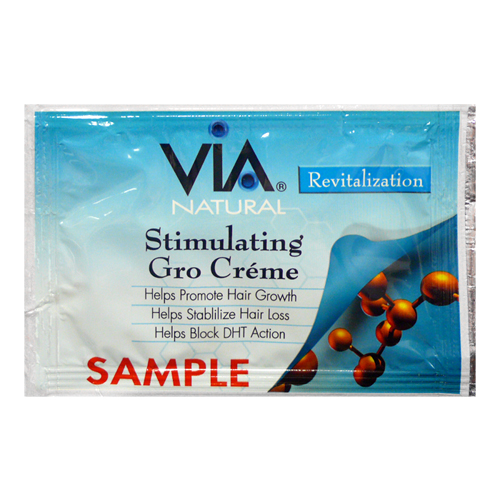 VIA®
NATURAL
Revitalization
Stimulating
Gro Créme
Helps Promote Hair Growth
Helps Stablilize Hair Loss
Helps Block DHT Action
SAMPLE